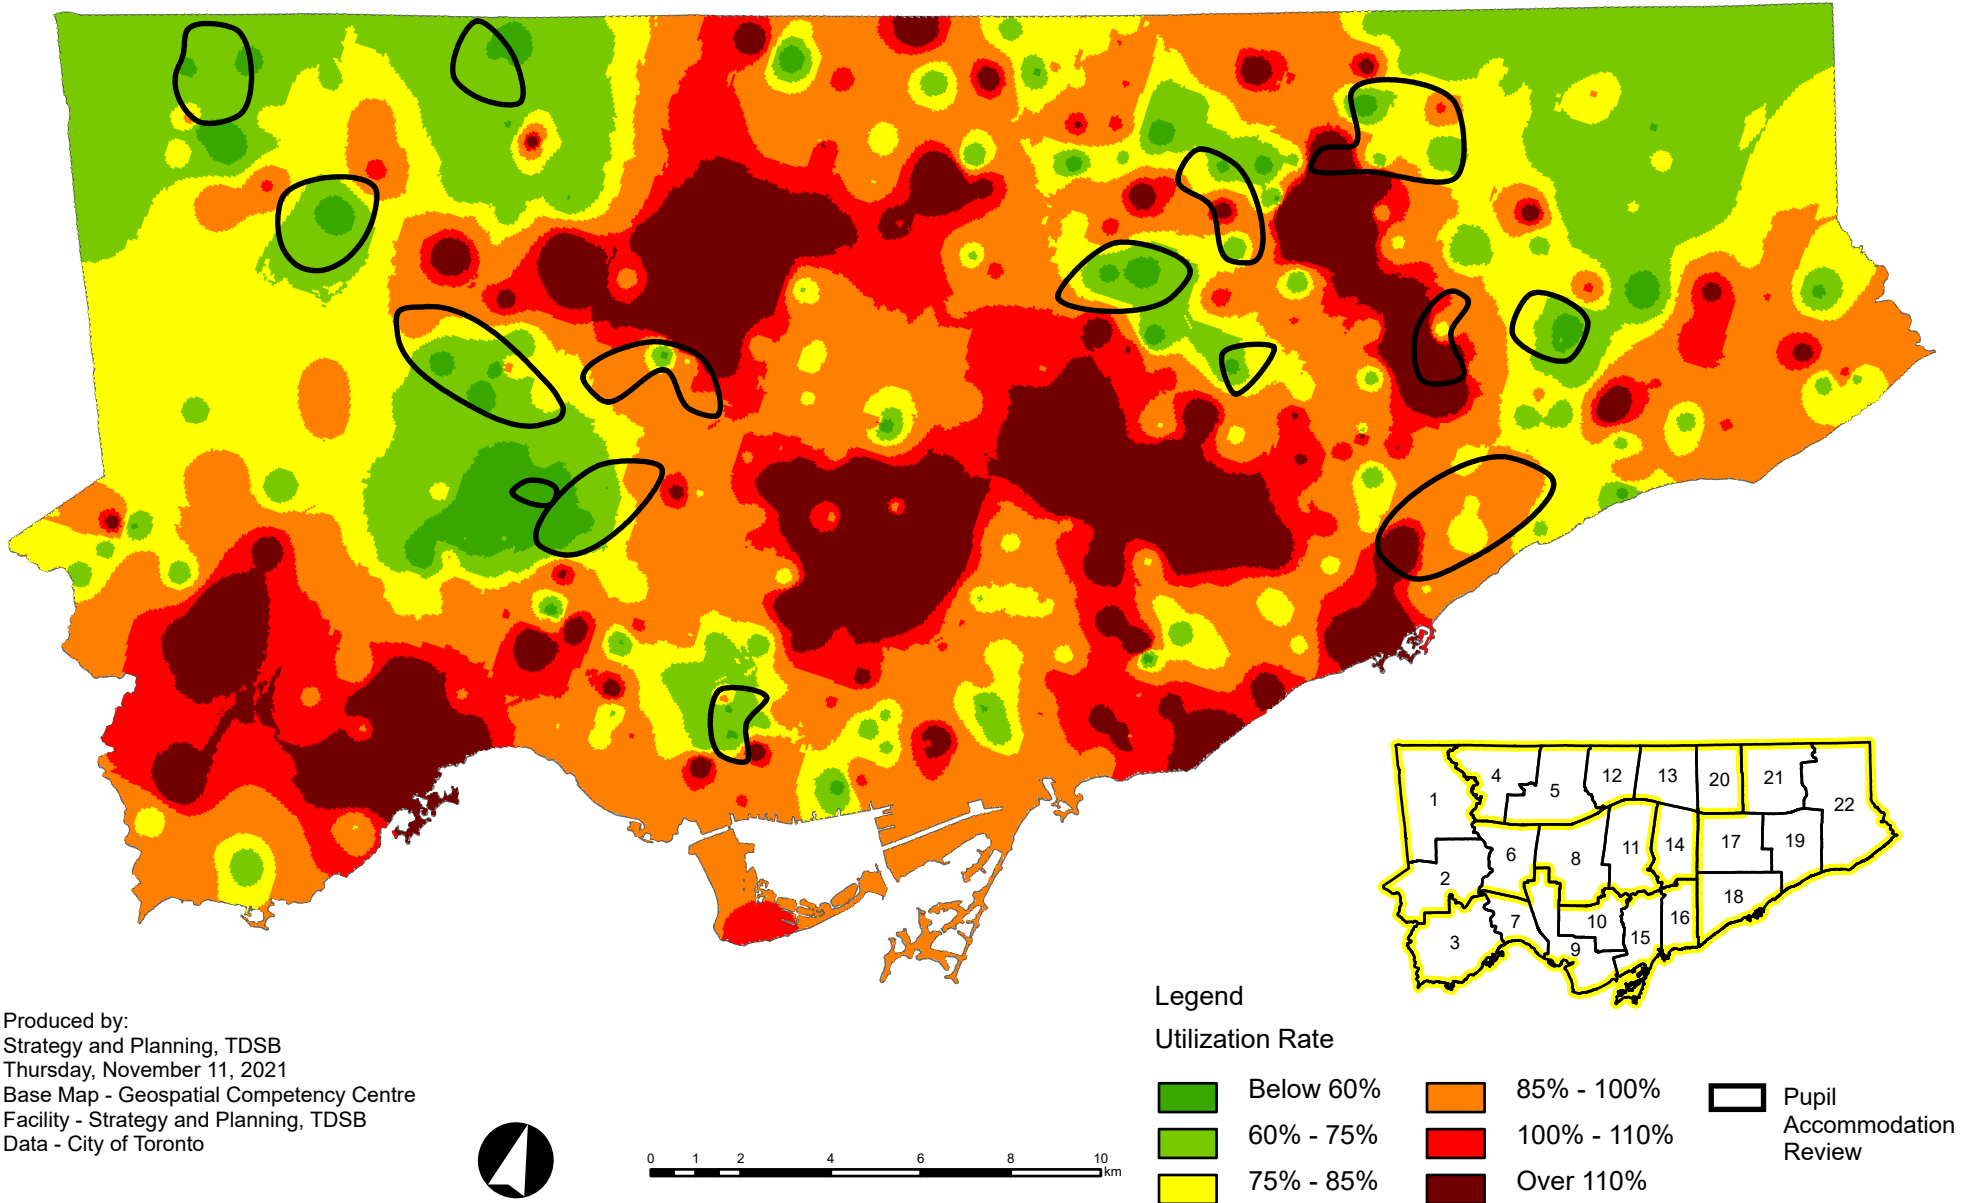 1
2
3
4
5
6
7
8
9
10
11
12
13
14
15
16
17
18
19
20
21
22
Produced by:
Strategy and Planning, TDSB
Thursday, November 11, 2021
Base Map - Geospatial Competency Centre
Facility - Strategy and Planning, TDSB
Data - City of Toronto
0 1 2 4 6 8 10
km
Legend
Utilization Rate
Below 60%
60% - 75%
75% - 85%
85% - 100%
100% - 110%
Over 110%
Pupil
Accommodation
Review